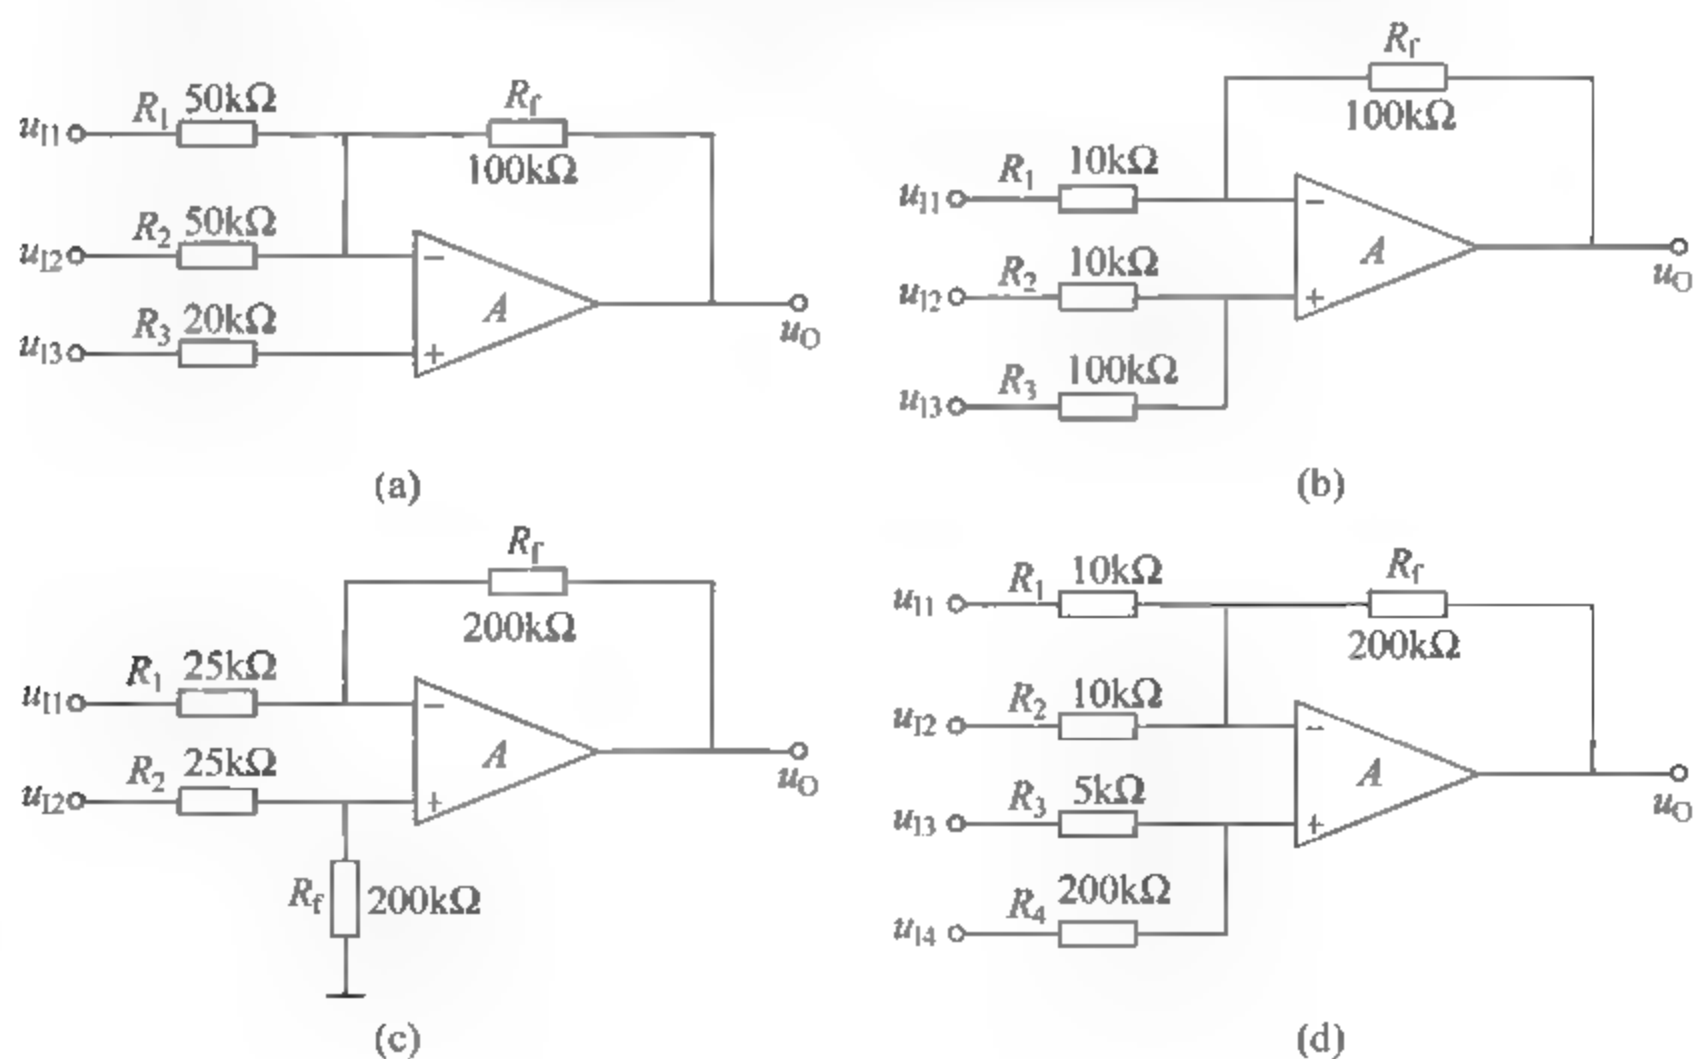 R1 50kΩ
uI1
Rf
100kΩ
R2 50kΩ
uI2
R3 20kΩ
uI3
−
A
+
uO
(a)
Rf
100kΩ
R1 10kΩ
uI1
R2 10kΩ
uI2
R3 100kΩ
uI3
−
A
+
uO
(b)
Rf
200kΩ
R1 25kΩ
uI1
R2 25kΩ
uI2
−
A
+
uO
Rf 200kΩ
(c)
R1 10kΩ
uI1
Rf
200kΩ
R2 10kΩ
uI2
R3 5kΩ
uI3
R4 200kΩ
uI4
−
A
+
uO
(d)